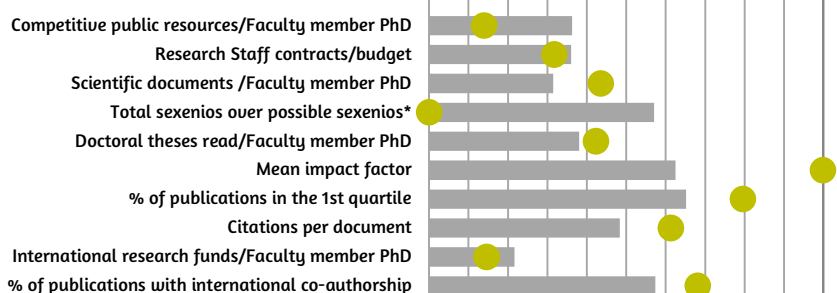 Competitive public resources/Faculty member PhD
Research Staff contracts/budget
Scientific documents /Faculty member PhD
Total sexenios over possible sexenios*
Doctoral theses read/Faculty member PhD
Mean impact factor
% of publications in the 1st quartile
Citations per document
International research funds/Faculty member PhD
% of publications with international co-authorship